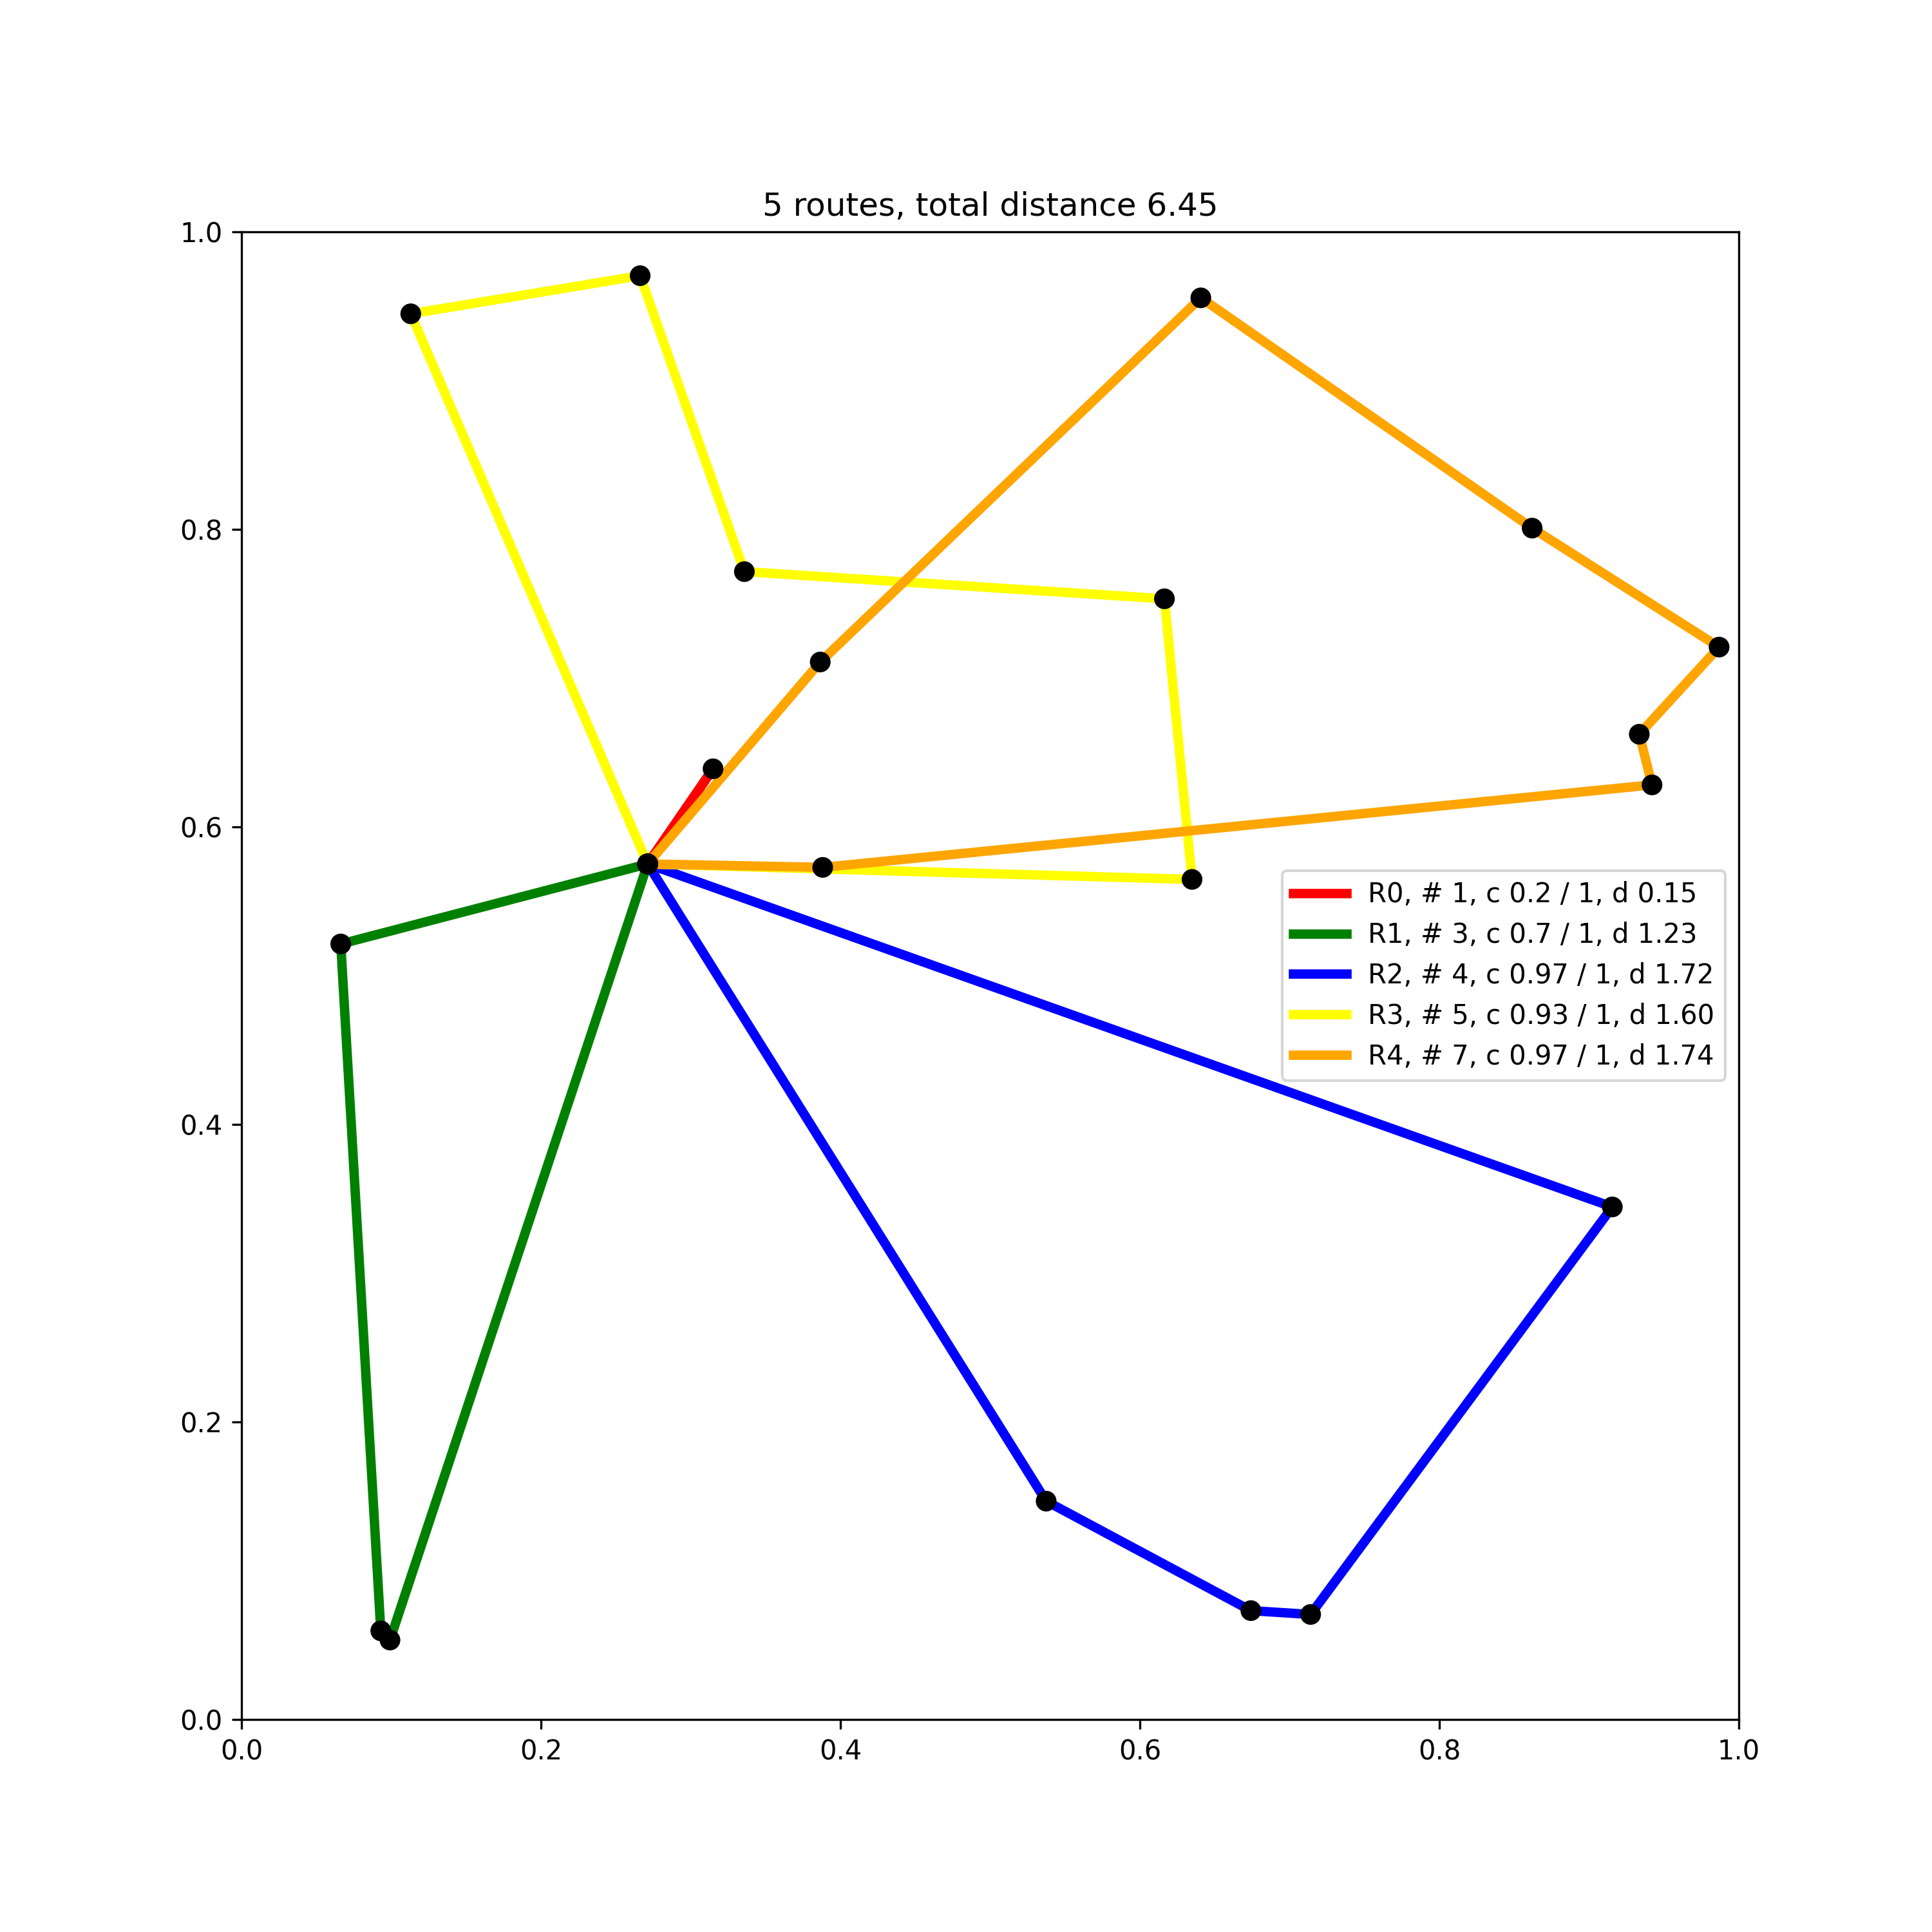 5 routes, total distance 6.45
1.0
0.8
0.6
0.4
0.2
0.0
R0, # 1, c 0.2 / 1, d 0.15
R1, # 3, c 0.7 / 1, d 1.23
R2, # 4, c 0.97 / 1, d 1.72
R3, # 5, c 0.93 / 1, d 1.60
R4, # 7, c 0.97 / 1, d 1.74
0.0 0.2 0.4 0.6 0.8 1.0